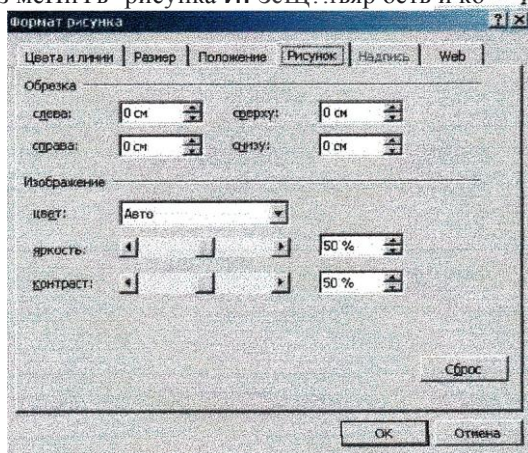 рисунка
Формат рисунка
Цвета и линии Размер Положение Рисунок Надпись Web
Обрезка
слева: 0 см сверху: 0 см
справа: 0 см снизу: 0 см
Изображение
цвет: Авто
яркость: 50 %
контраст: 50 %
Сброс
ОК Отмена